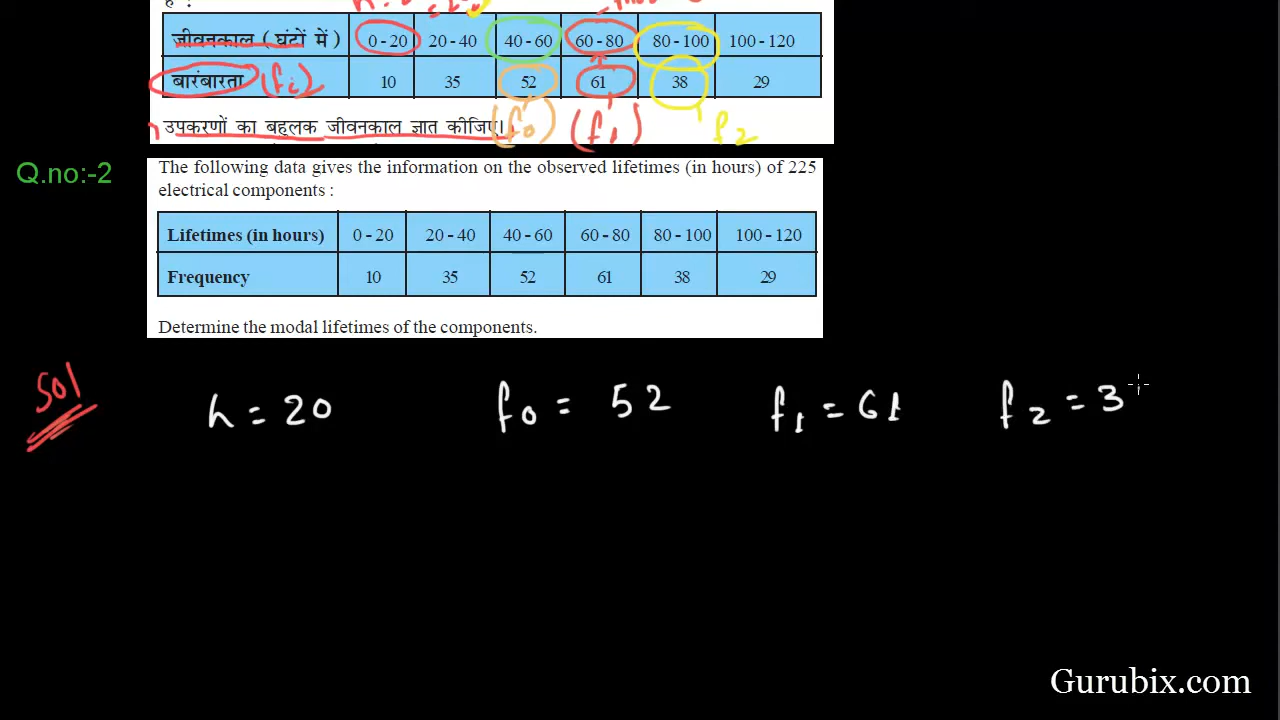 है ?
जीवनकाल ( घंटों में ) 0 - 20 20 - 40 40 - 60 60 - 80 80 - 100 100 - 120
बारंबारता (fi) 10 35 52 61 38 29
उपकरणों का बहुलक जीवनकाल ज्ञात कीजिए। (f0) (f1) f2
Q.no:-2
The following data gives the information on the observed lifetimes (in hours) of 225
electrical components :
Lifetimes (in hours) 0 - 20 20 - 40 40 - 60 60 - 80 80 - 100 100 - 120
Frequency 10 35 52 61 38 29
Determine the modal lifetimes of the components.
Sol h = 20 f0 = 52 f1 = 61 f2 = 3
Gurubix.com